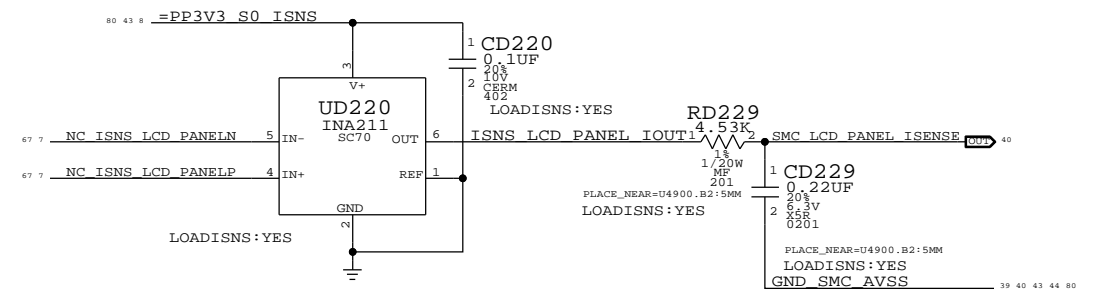 80 43 8 =PP3V3_S0_ISNS
1 CD220
0.1UF
20%
10V
CERM
402
2
LOADISNS:YES
3
V+
UD220
INA211
SC70
67 7 NC_ISNS_LCD_PANELN 5 IN-
OUT 6 ISNS_LCD_PANEL_IOUT
67 7 NC_ISNS_LCD_PANELP 4 IN+
REF 1
GND
2
LOADISNS:YES
RD229
1 4.53K 2
1%
1/20W
MF
201
PLACE_NEAR=U4900.B2:5MM
LOADISNS:YES
SMC_LCD_PANEL_ISENSE OUT 40
1 CD229
0.22UF
20%
6.3V
X5R
0201
2
PLACE_NEAR=U4900.B2:5MM
LOADISNS:YES
GND_SMC_AVSS 39 40 43 44 80